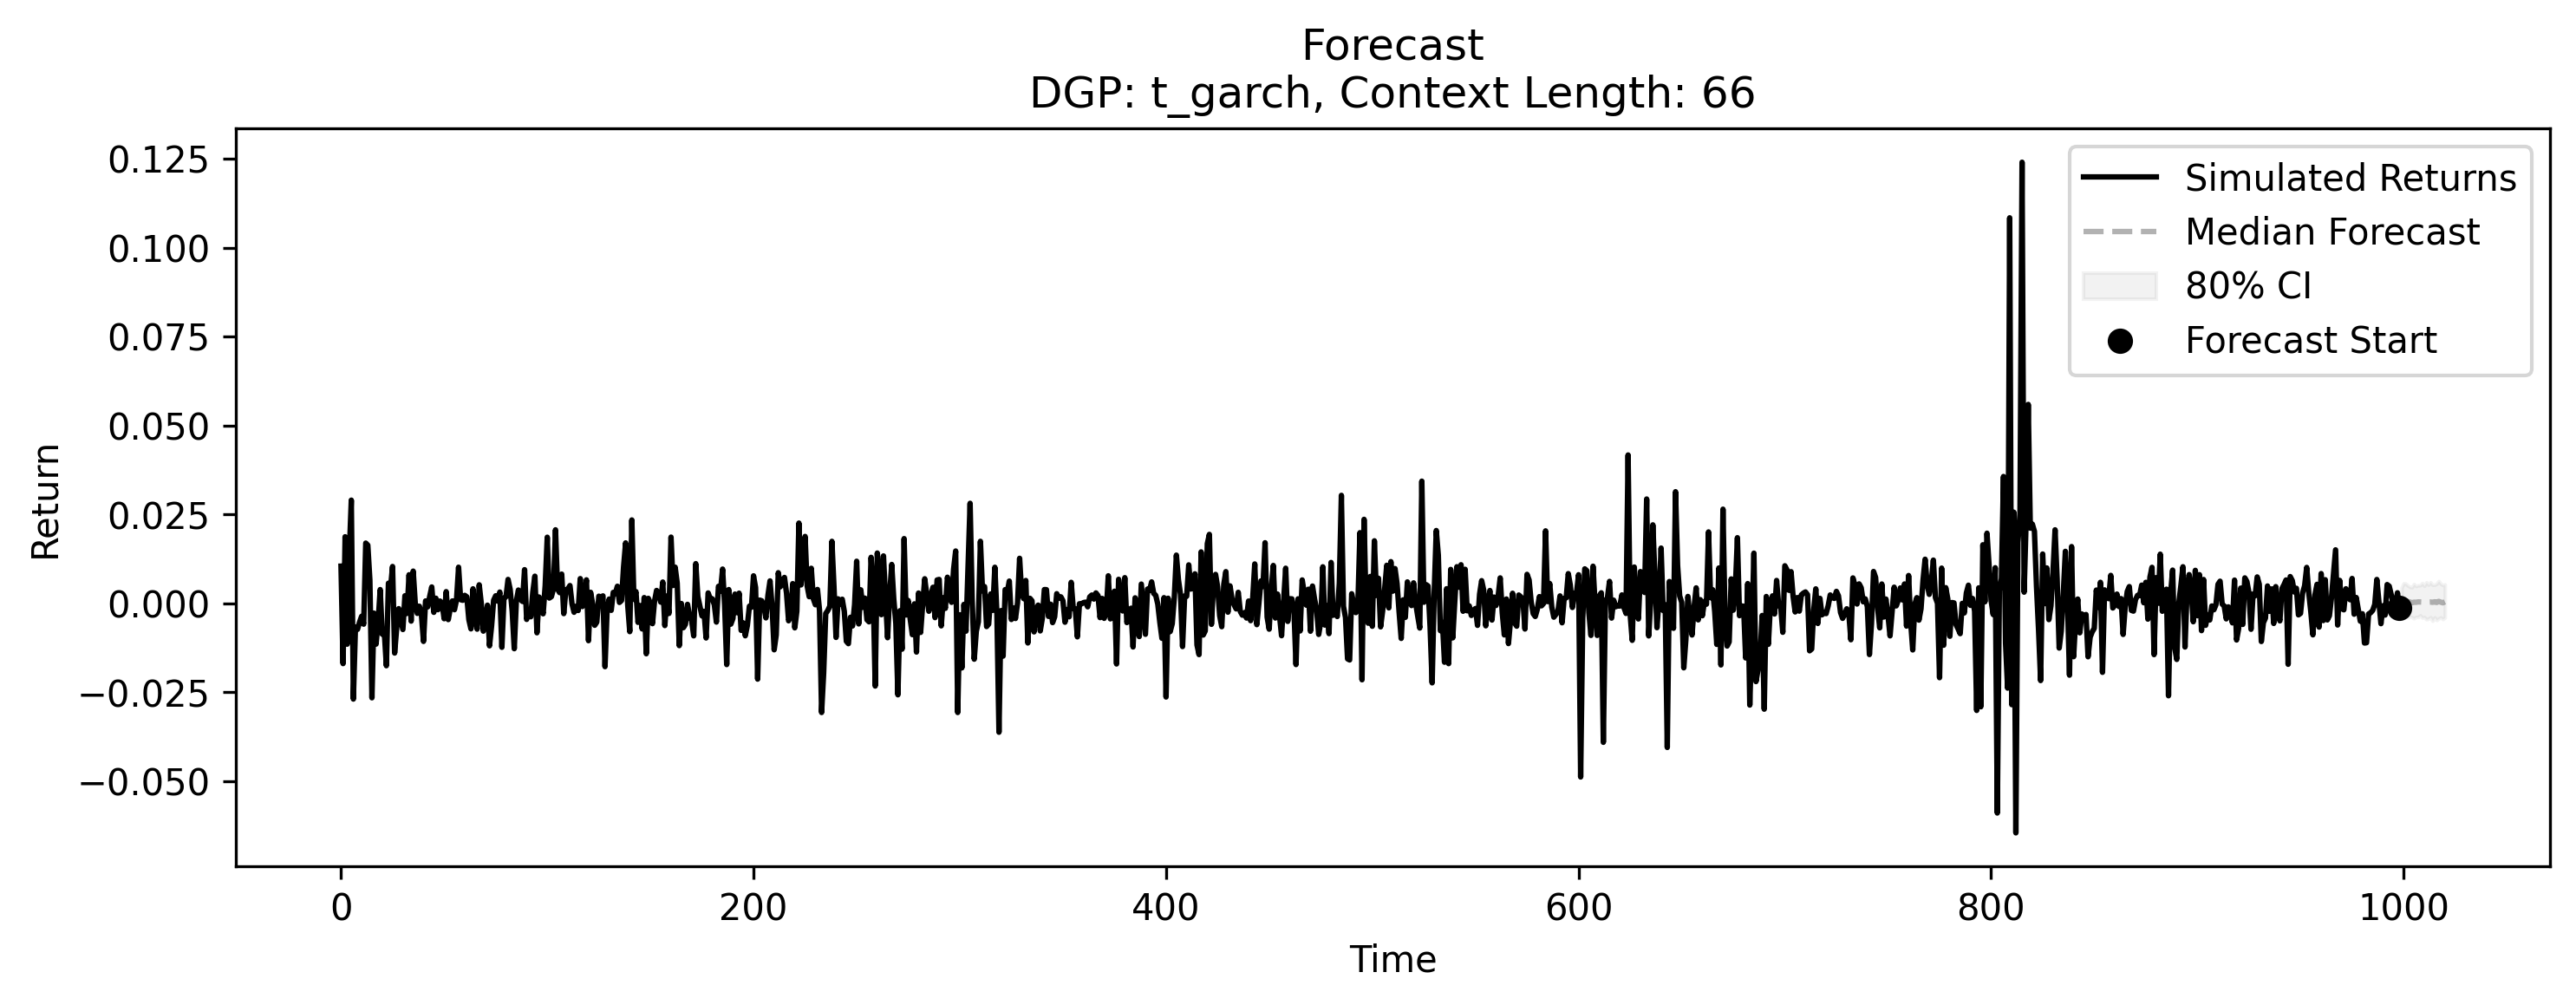 Forecast
DGP: t_garch, Context Length: 66
0.125
0.100
0.075
0.050
0.025
0.000
−0.025
−0.050
Return
Simulated Returns
Median Forecast
80% CI
Forecast Start
0
200
400
600
800
1000
Time